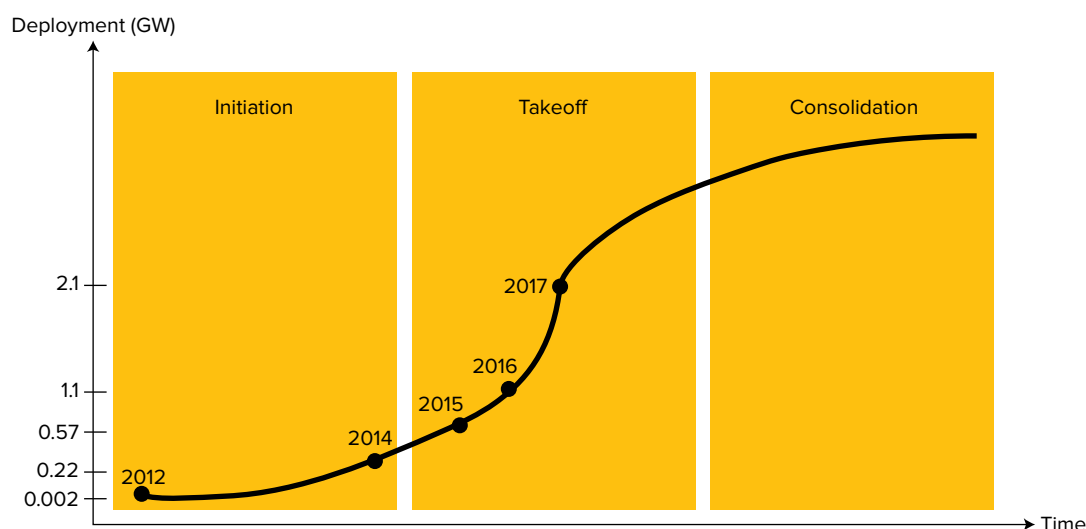 Deployment (GW)
Initiation
Takeoff
Consolidation
2.1
2017
2016
1.1
2015
0.57
2014
0.22
2012
0.002
Time